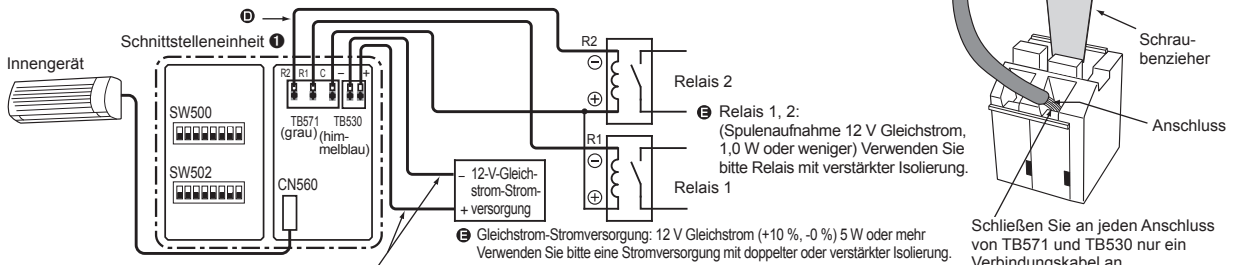 D
Schnittstelleneinheit 1
Innengerät
R2 R1 C - +
TB571 TB530
(grau) (him-
melblau)
SW500
SW502
CN560
- 12-V-Gleich-
strom-Strom-
+ versorgung
R2
-
+
Relais 2
R1
-
+
Relais 1
E Relais 1, 2:
(Spulenaufnahme 12 V Gleichstrom,
1,0 W oder weniger) Verwenden Sie
bitte Relais mit verstärkter Isolierung.
E Gleichstrom-Stromversorgung: 12 V Gleichstrom (+10 %, -0 %) 5 W oder mehr
Verwenden Sie bitte eine Stromversorgung mit doppelter oder verstärkter Isolierung.
Schrau-
benzieher
Anschluss
Schließen Sie an jeden Anschluss
von TB571 und TB530 nur ein
Verbindungskabel an.